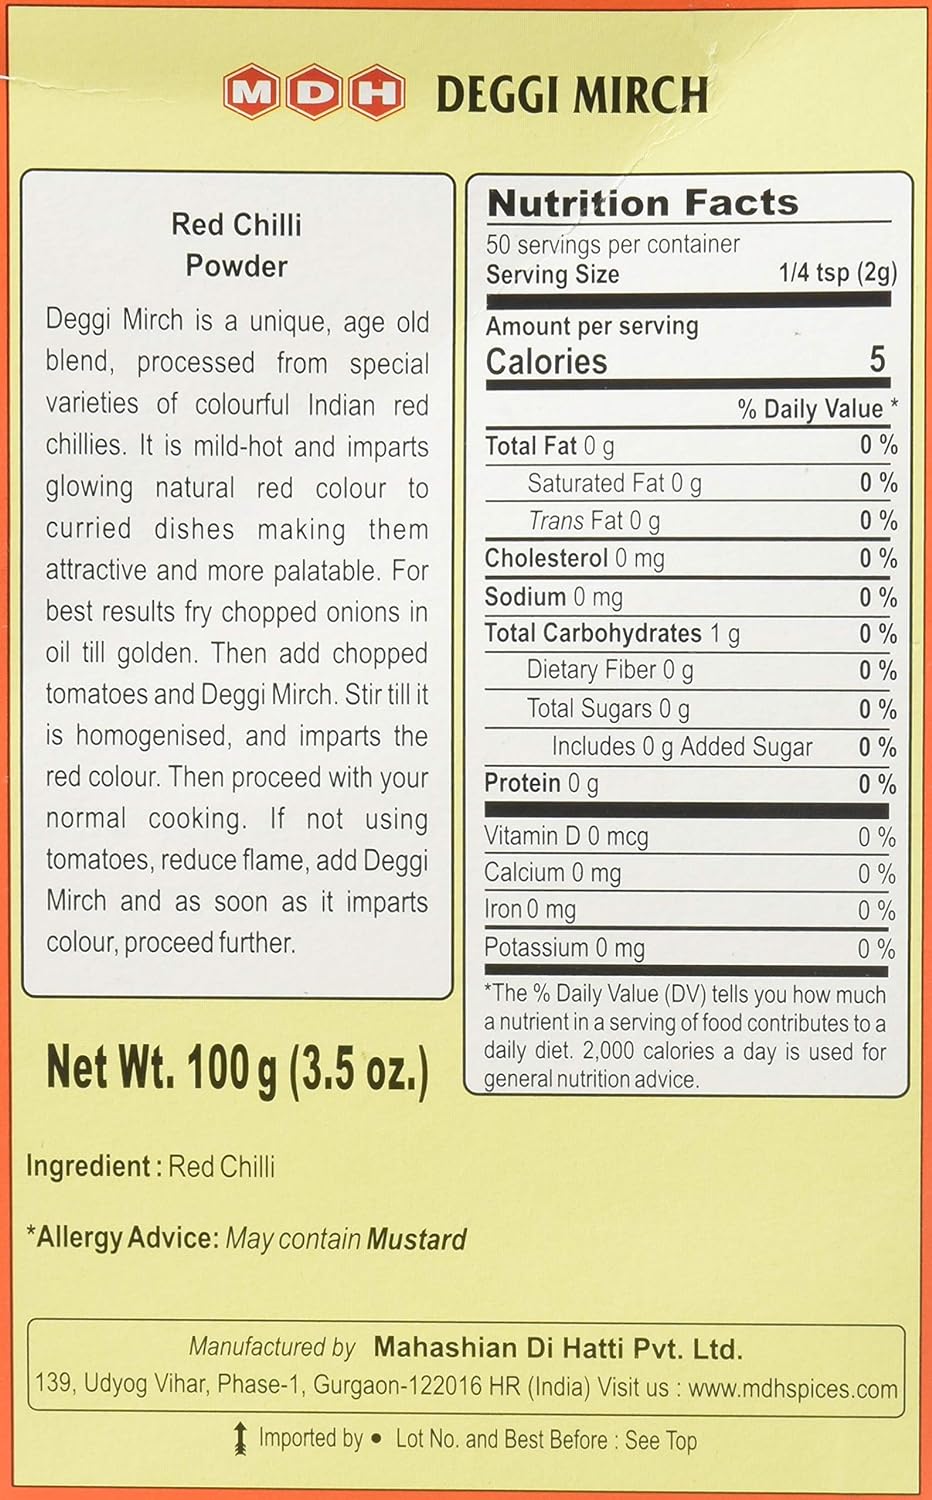 MDH DEGGI MIRCH
Red Chilli
Powder
Deggi Mirch is a unique, age old
blend, processed from special
varieties of colourful Indian red
chillies. It is mild-hot and imparts
glowing natural red colour to
curried dishes making them
attractive and more palatable. For
best results fry chopped onions in
oil till golden. Then add chopped
tomatoes and Deggi Mirch. Stir till it
is homogenised, and imparts the
red colour. Then proceed with your
normal cooking. If not using
tomatoes, reduce flame, add Deggi
Mirch and as soon as it imparts
colour, proceed further.
Nutrition Facts
50 servings per container
Serving Size 1/4 tsp (2g)
Amount per serving
Calories 5
% Daily Value *
Total Fat 0 g 0 %
Saturated Fat 0 g 0 %
Trans Fat 0 g 0 %
Cholesterol 0 mg 0 %
Sodium 0 mg 0 %
Total Carbohydrates 1 g 0 %
Dietary Fiber 0 g 0 %
Total Sugars 0 g 0 %
Includes 0 g Added Sugar 0 %
Protein 0 g 0 %
Vitamin D 0 mcg 0 %
Calcium 0 mg 0 %
Iron 0 mg 0 %
Potassium 0 mg 0 %
*The % Daily Value (DV) tells you how much
a nutrient in a serving of food contributes to a
daily diet. 2,000 calories a day is used for
general nutrition advice.
Net Wt. 100 g (3.5 oz.)
Ingredient : Red Chilli
*Allergy Advice: May contain Mustard
Manufactured by Mahashian Di Hatti Pvt. Ltd.
139, Udyog Vihar, Phase-1, Gurgaon-122016 HR (India) Visit us : www.mdhspices.com
Imported by • Lot No. and Best Before : See Top